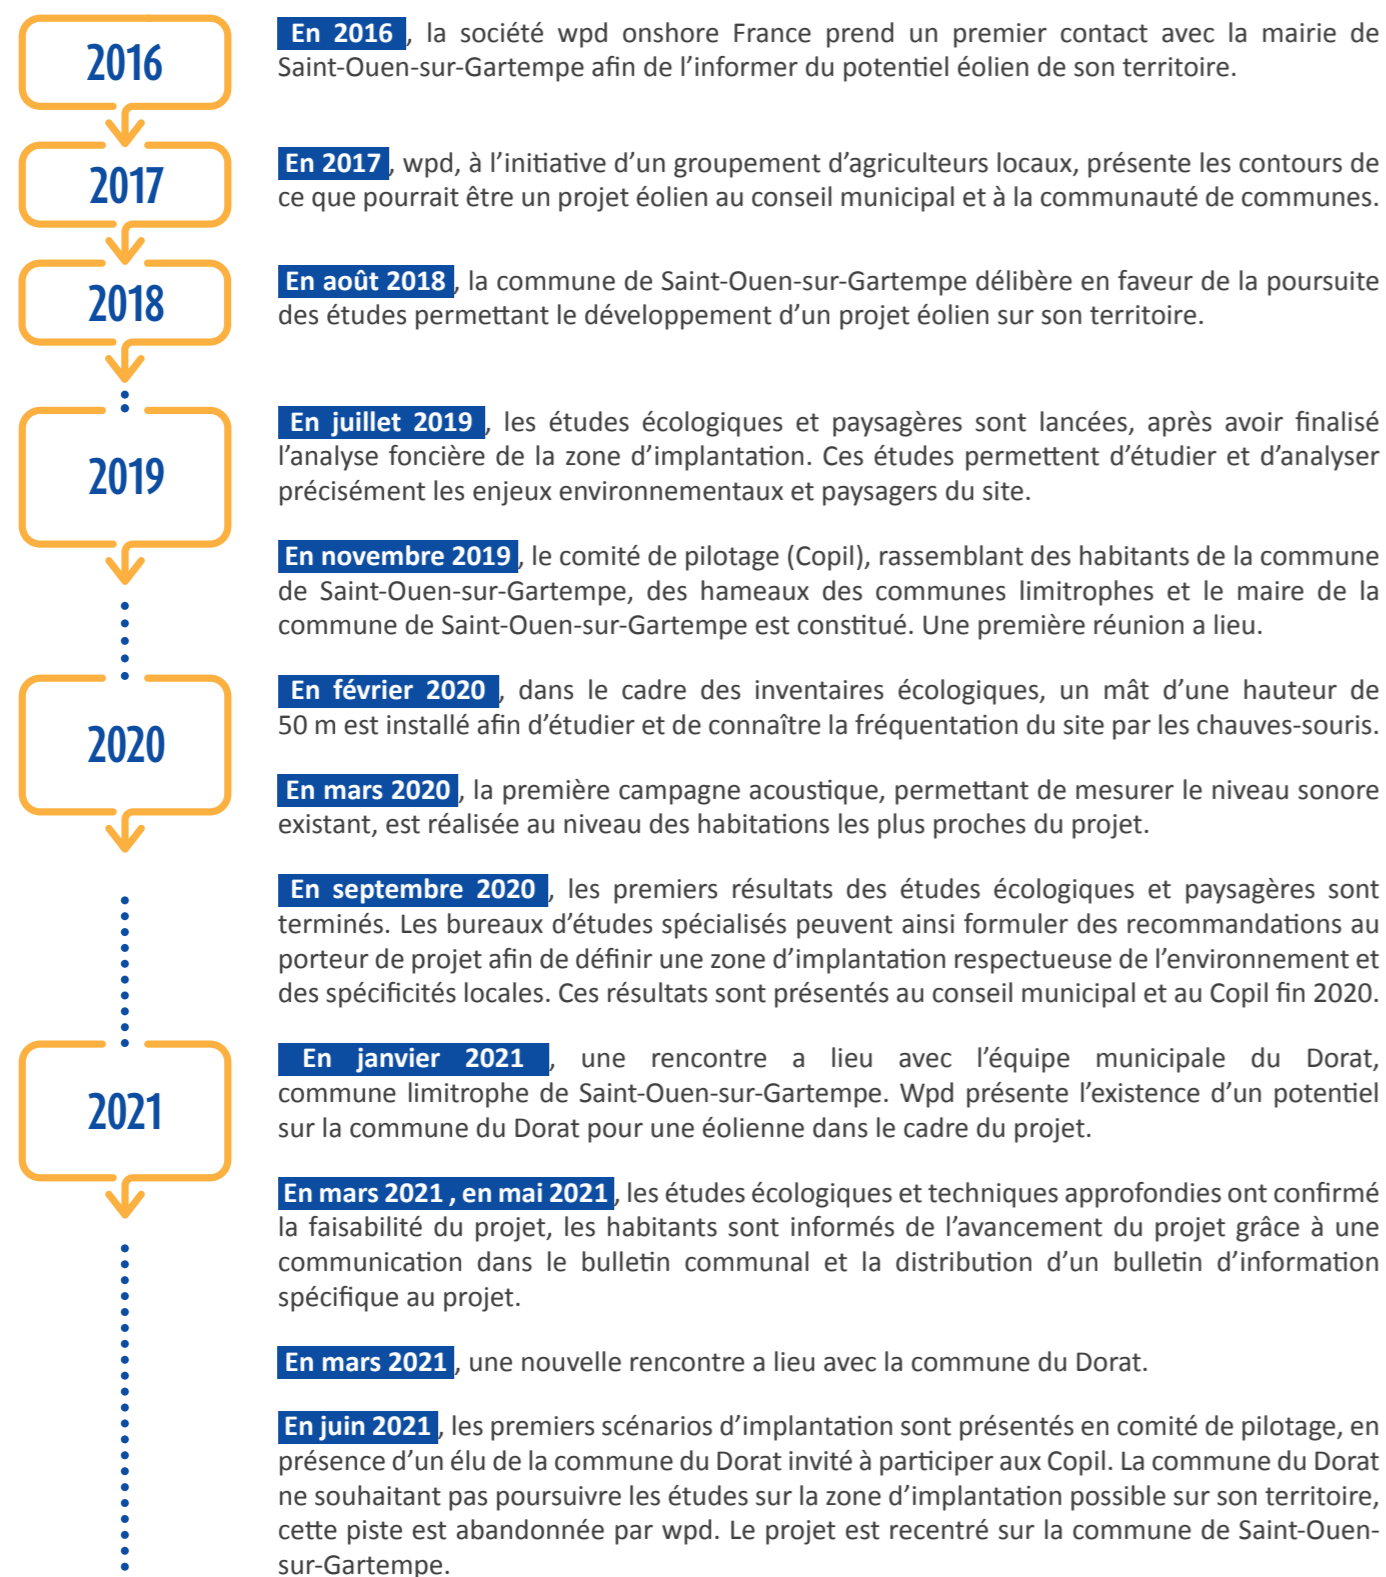 2016
En 2016 , la société wpd onshore France prend un premier contact avec la mairie de
Saint-Ouen-sur-Gartempe afin de l’informer du potentiel éolien de son territoire.
2017
En 2017 , wpd, à l’initiative d’un groupement d’agriculteurs locaux, présente les contours de
ce que pourrait être un projet éolien au conseil municipal et à la communauté de communes.
2018
En août 2018 , la commune de Saint-Ouen-sur-Gartempe délibère en faveur de la poursuite
des études permettant le développement d’un projet éolien sur son territoire.
2019
En juillet 2019 , les études écologiques et paysagères sont lancées, après avoir finalisé
l’analyse foncière de la zone d’implantation. Ces études permettent d’étudier et d’analyser
précisément les enjeux environnementaux et paysagers du site.
En novembre 2019 , le comité de pilotage (Copil), rassemblant des habitants de la commune
de Saint-Ouen-sur-Gartempe, des hameaux des communes limitrophes et le maire de la
commune de Saint-Ouen-sur-Gartempe est constitué. Une première réunion a lieu.
2020
En février 2020 , dans le cadre des inventaires écologiques, un mât d’une hauteur de
50 m est installé afin d’étudier et de connaître la fréquentation du site par les chauves-souris.
En mars 2020 , la première campagne acoustique, permettant de mesurer le niveau sonore
existant, est réalisée au niveau des habitations les plus proches du projet.
En septembre 2020 , les premiers résultats des études écologiques et paysagères sont
terminés. Les bureaux d’études spécialisés peuvent ainsi formuler des recommandations au
porteur de projet afin de définir une zone d’implantation respectueuse de l’environnement et
des spécificités locales. Ces résultats sont présentés au conseil municipal et au Copil fin 2020.
2021
En janvier 2021 , une rencontre a lieu avec l’équipe municipale du Dorat,
commune limitrophe de Saint-Ouen-sur-Gartempe. Wpd présente l’existence d’un potentiel
sur la commune du Dorat pour une éolienne dans le cadre du projet.
En mars 2021 , en mai 2021 , les études écologiques et techniques approfondies ont confirmé
la faisabilité du projet, les habitants sont informés de l’avancement du projet grâce à une
communication dans le bulletin communal et la distribution d’un bulletin d’information
spécifique au projet.
En mars 2021 , une nouvelle rencontre a lieu avec la commune du Dorat.
En juin 2021 , les premiers scénarios d’implantation sont présentés en comité de pilotage, en
présence d’un élu de la commune du Dorat invité à participer aux Copil. La commune du Dorat
ne souhaitant pas poursuivre les études sur la zone d’implantation possible sur son territoire,
cette piste est abandonnée par wpd. Le projet est recentré sur la commune de Saint-Ouen-
sur-Gartempe.